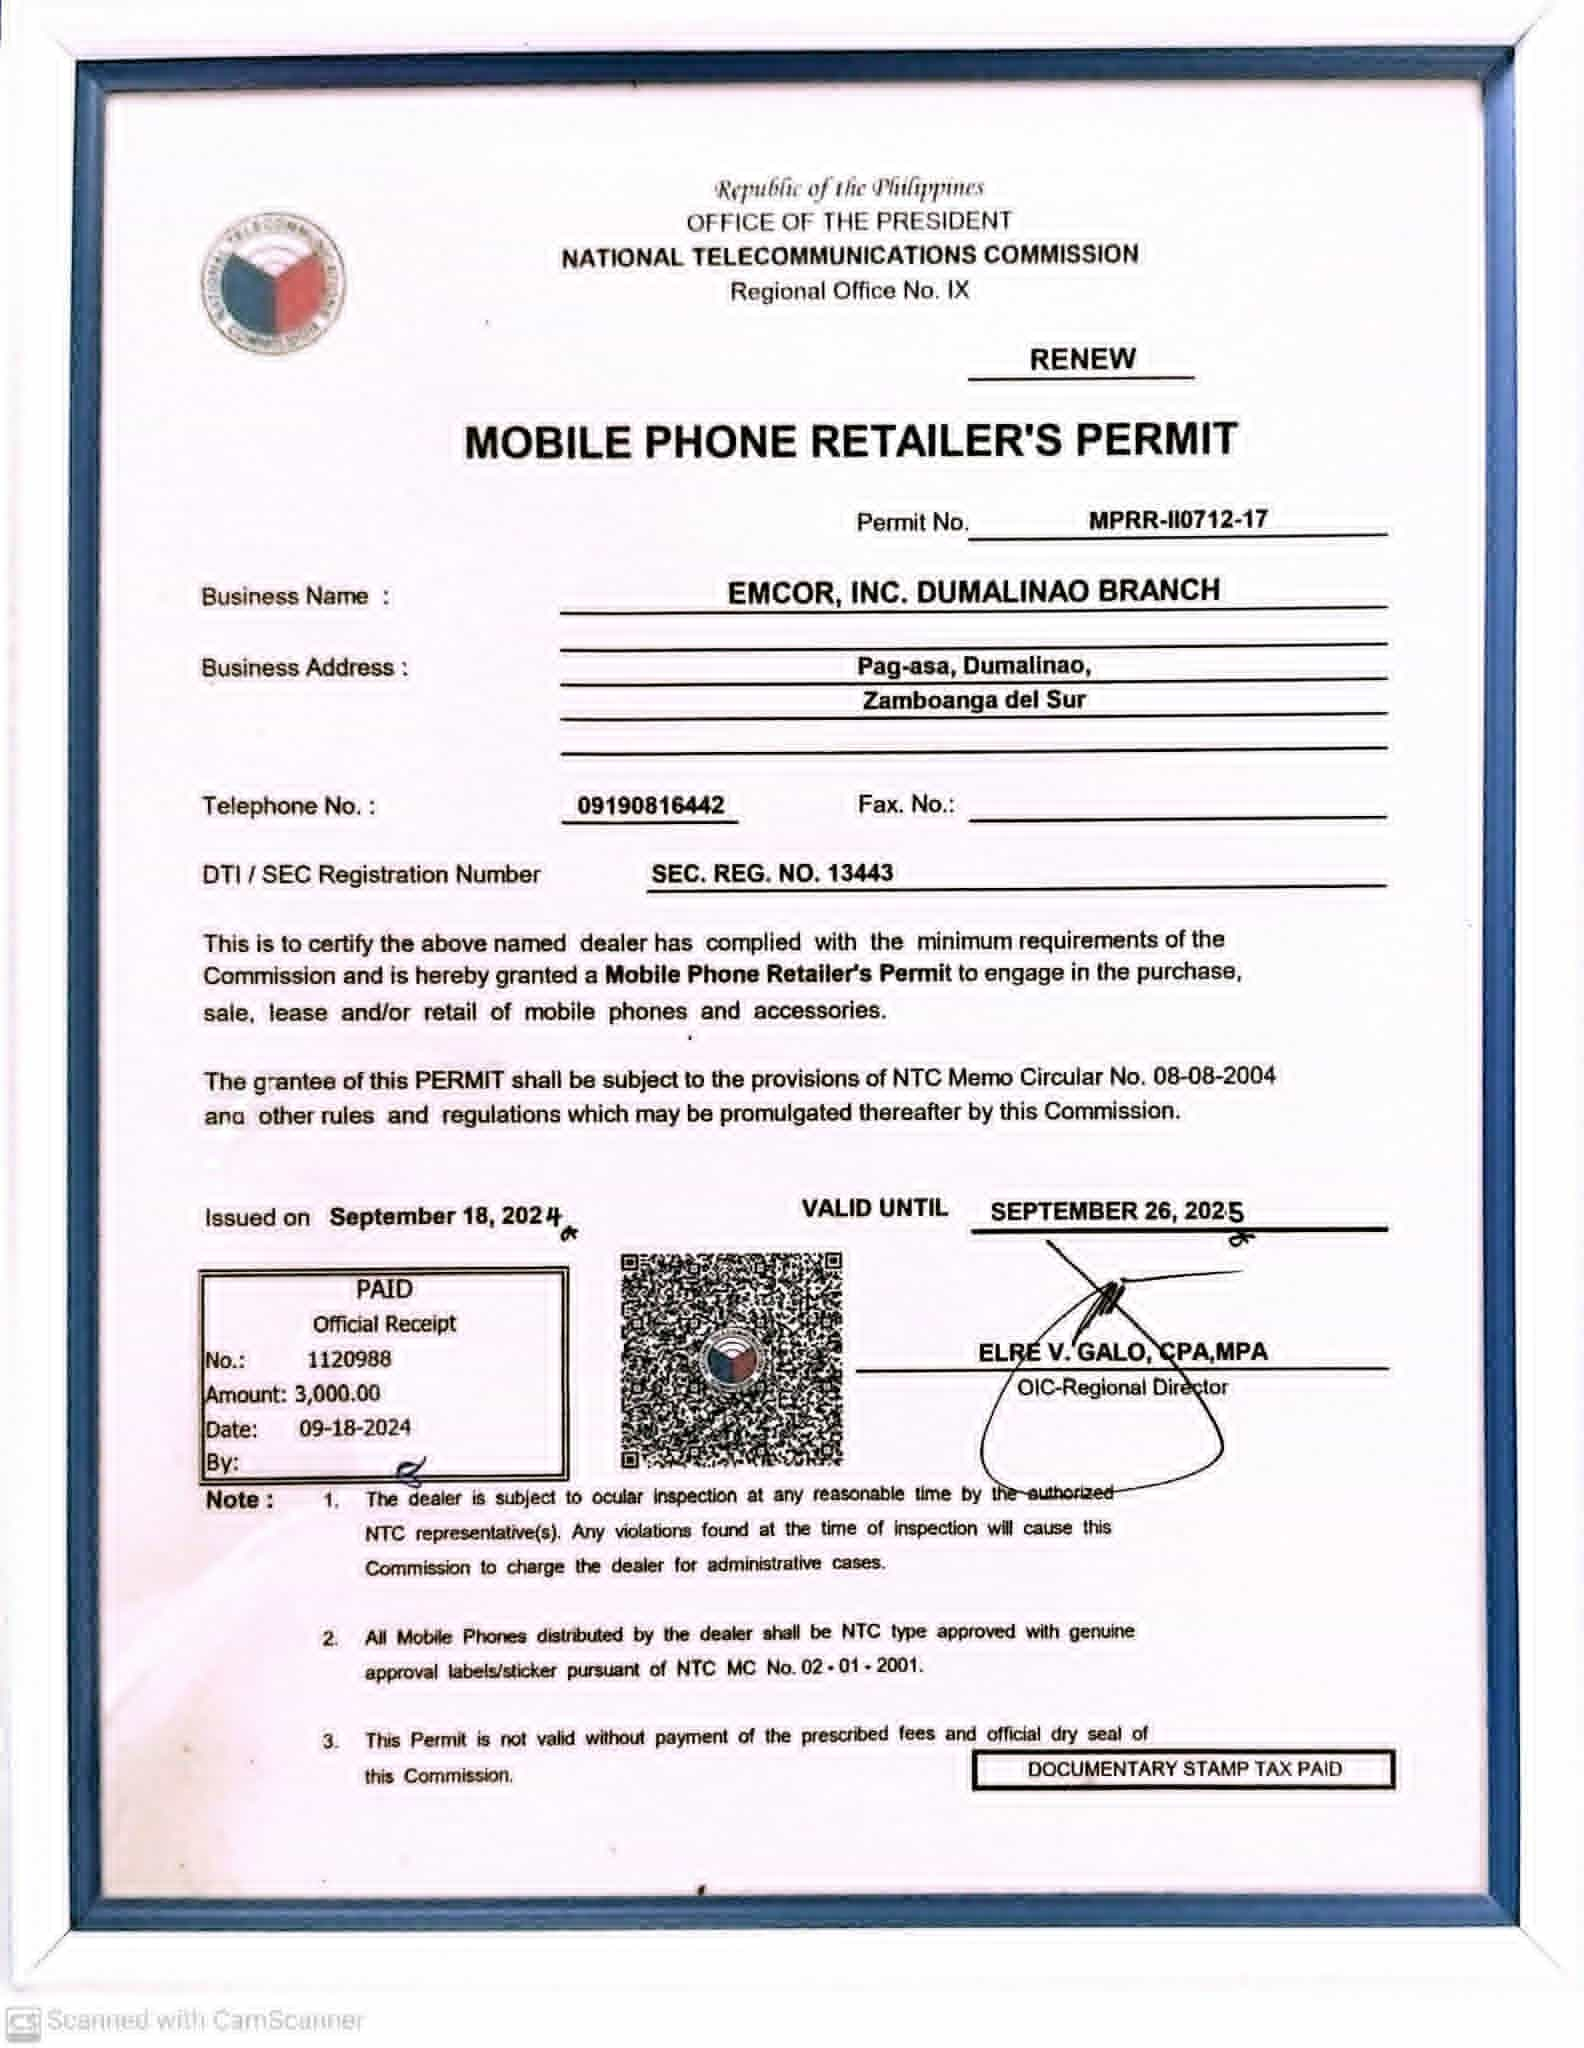 Republic of the Philippines
OFFICE OF THE PRESIDENT
NATIONAL TELECOMMUNICATIONS COMMISSION
Regional Office No. IX
RENEW
MOBILE PHONE RETAILER'S PERMIT
Permit No. MPRR-II0712-17
Business Name : EMCOR, INC. DUMALINAO BRANCH
Business Address : Pag-asa, Dumalinao,
Zamboanga del Sur
Telephone No. : 09190816442 Fax. No.:
DTI / SEC Registration Number SEC. REG. NO. 13443
This is to certify the above named dealer has complied with the minimum requirements of the
Commission and is hereby granted a Mobile Phone Retailer's Permit to engage in the purchase,
sale, lease and/or retail of mobile phones and accessories.
The grantee of this PERMIT shall be subject to the provisions of NTC Memo Circular No. 08-08-2004
and other rules and regulations which may be promulgated thereafter by this Commission.
Issued on September 18, 2024 VALID UNTIL SEPTEMBER 26, 2025
PAID
Official Receipt
No.: 1120988
Amount: 3,000.00
Date: 09-18-2024
By:
ELRE V. GALO, CPA,MPA
OIC-Regional Director
Note : 1. The dealer is subject to ocular inspection at any reasonable time by the authorized
NTC representative(s). Any violations found at the time of inspection will cause this
Commission to charge the dealer for administrative cases.
2. All Mobile Phones distributed by the dealer shall be NTC type approved with genuine
approval labels/sticker pursuant of NTC MC No. 02-01-2001.
3. This Permit is not valid without payment of the prescribed fees and official dry seal of
this Commission.
DOCUMENTARY STAMP TAX PAID
CS Scanned with CamScanner